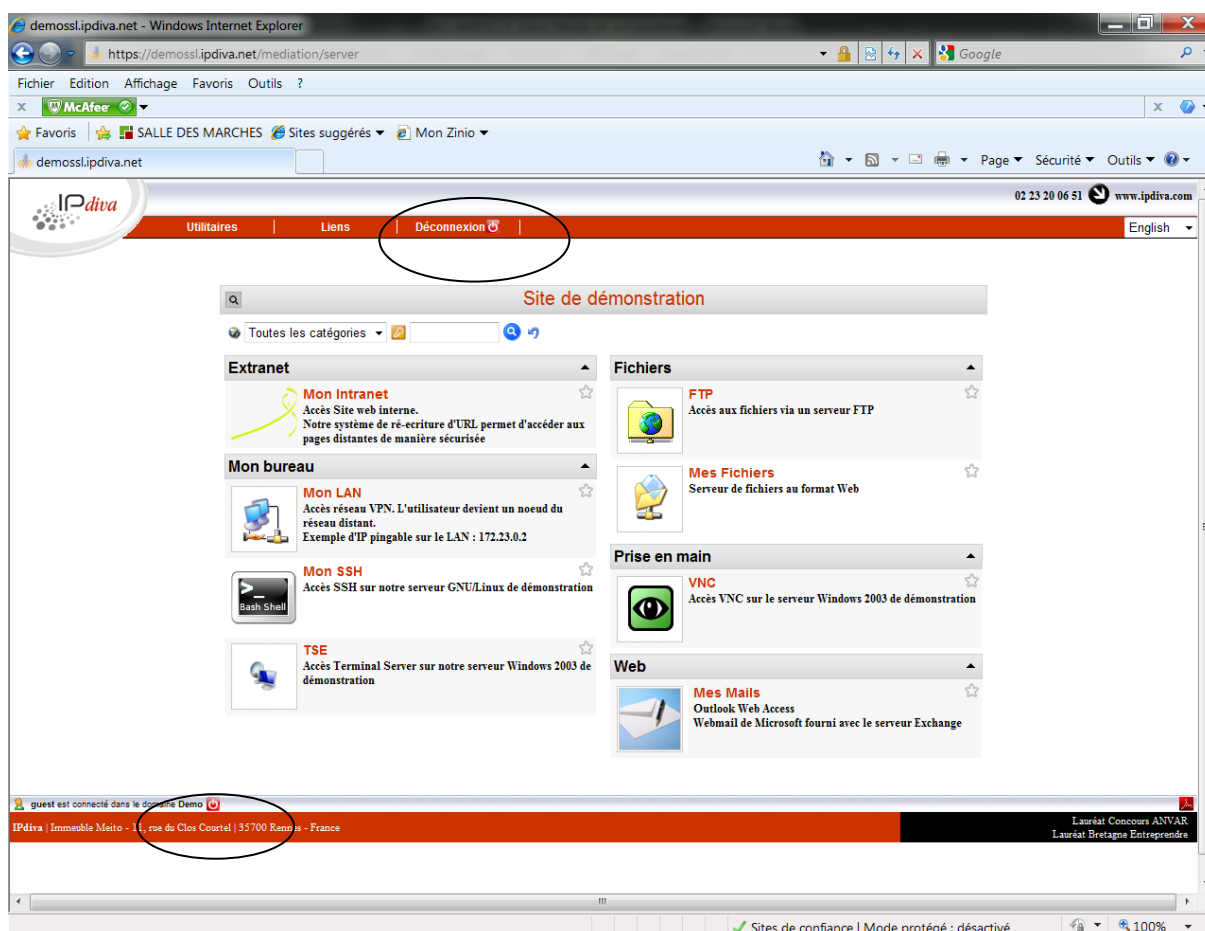 demossl.ipdiva.net - Windows Internet Explorer
https://demossl.ipdiva.net/mediation/server
Google
Fichier Edition Affichage Favoris Outils ?
x McAfee x
Favoris SALLE DES MARCHES Sites suggérés Mon Zinio
demossl.ipdiva.net
Page Sécurité Outils
IPdiva
02 23 20 06 51 www.ipdiva.com
Utilitaires | Liens | Déconnexion |
English
Site de démonstration
Toutes les catégories
Extranet
Mon Intranet
Accès Site web interne.
Notre système de ré-ecriture d'URL permet d'accéder aux
pages distantes de manière sécurisée
Mon bureau
Mon LAN
Accès réseau VPN. L'utilisateur devient un noeud du
réseau distant.
Exemple d'IP pingable sur le LAN : 172.23.0.2
Mon SSH
Accès SSH sur notre serveur GNU/Linux de démonstration
>_
Bash Shell
TSE
Accès Terminal Server sur notre serveur Windows 2003 de
démonstration
Fichiers
FTP
Accès aux fichiers via un serveur FTP
Mes Fichiers
Serveur de fichiers au format Web
Prise en main
VNC
Accès VNC sur le serveur Windows 2003 de démonstration
Web
Mes Mails
Outlook Web Access
Webmail de Microsoft fourni avec le serveur Exchange
guest est connecté dans le domaine Demo
IPdiva | Immeuble Meito - 11, rue du Clos Courtel | 35700 Rennes - France
Lauréat Concours ANVAR
Lauréat Bretagne Entreprendre
Sites de confiance | Mode protégé : désactivé
100%